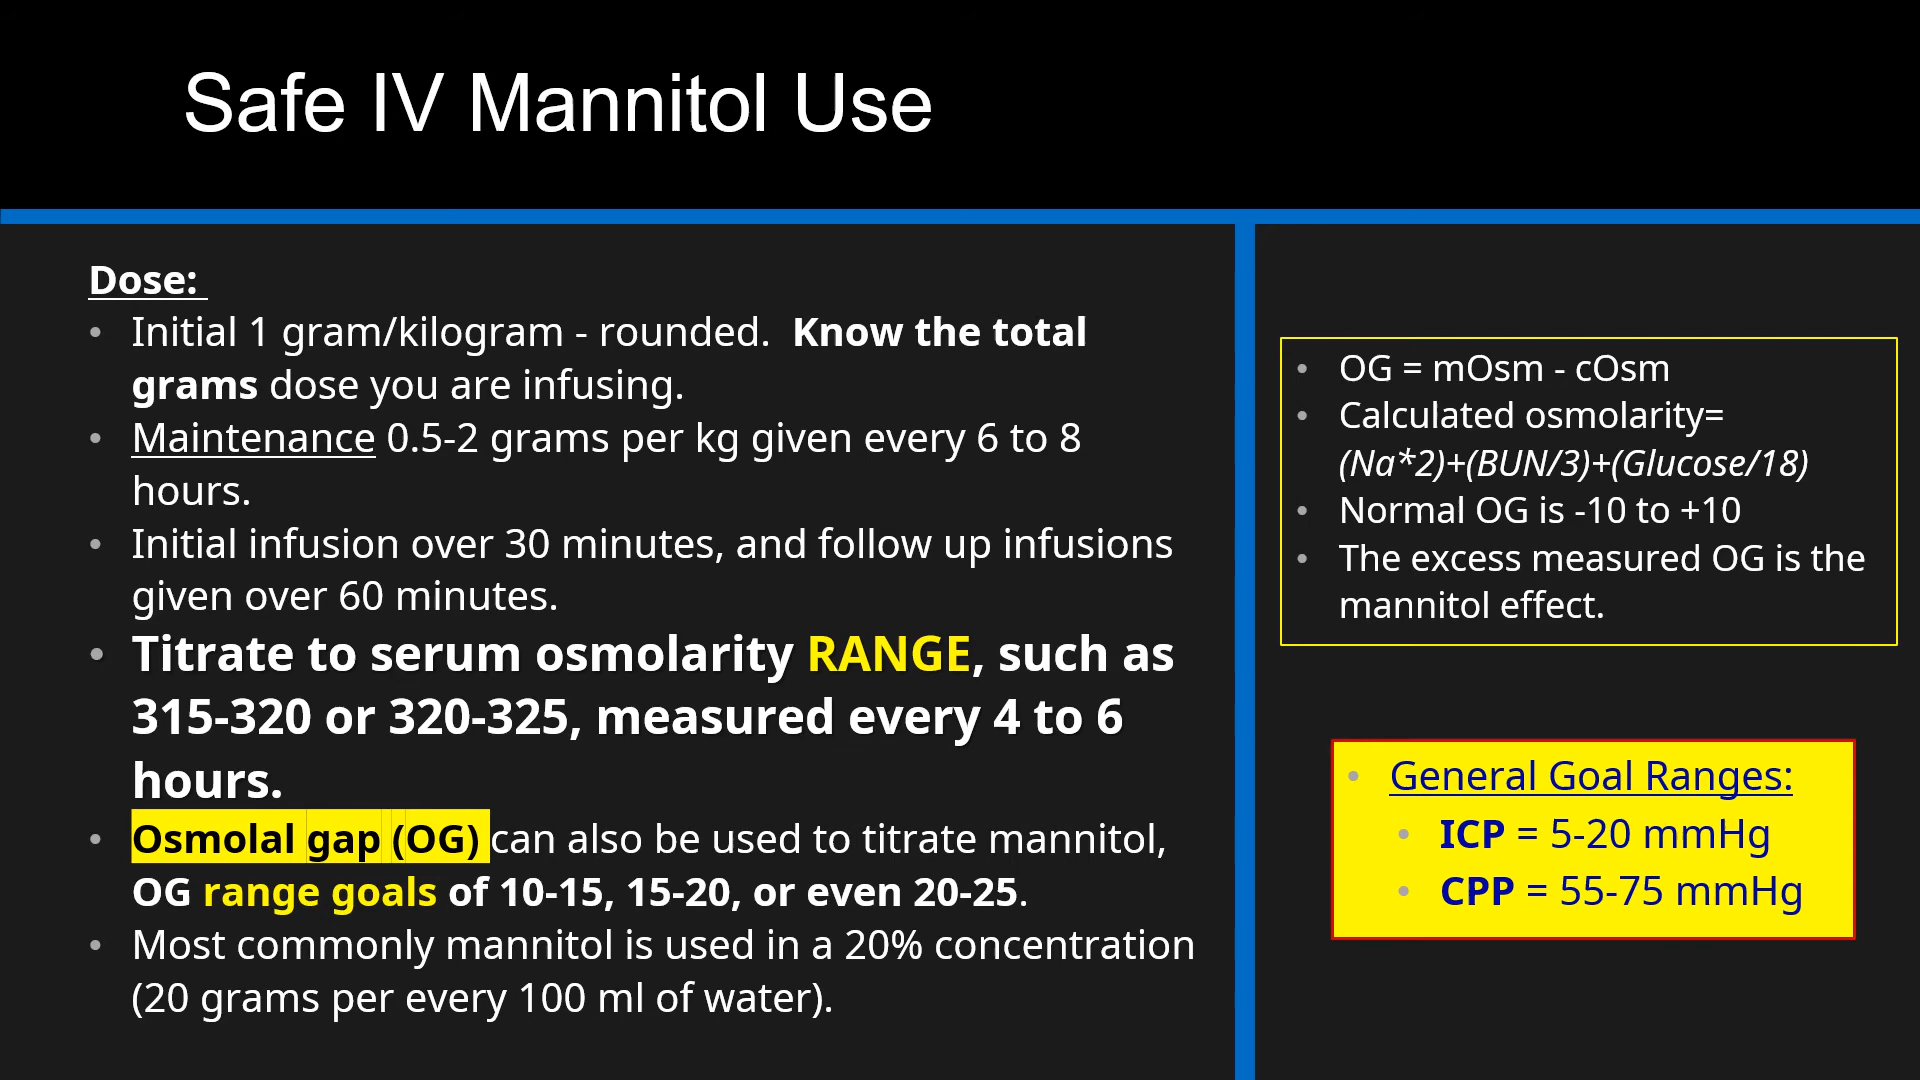 Safe IV Mannitol Use
Dose:
• Initial 1 gram/kilogram - rounded. Know the total
grams dose you are infusing.
• Maintenance 0.5-2 grams per kg given every 6 to 8
hours.
• Initial infusion over 30 minutes, and follow up infusions
given over 60 minutes.
• Titrate to serum osmolarity RANGE, such as
315-320 or 320-325, measured every 4 to 6
hours.
• Osmolal gap (OG) can also be used to titrate mannitol,
OG range goals of 10-15, 15-20, or even 20-25.
• Most commonly mannitol is used in a 20% concentration
(20 grams per every 100 ml of water).
• OG = mOsm - cOsm
• Calculated osmolarity=
(Na*2)+(BUN/3)+(Glucose/18)
• Normal OG is -10 to +10
• The excess measured OG is the
mannitol effect.
• General Goal Ranges:
• ICP = 5-20 mmHg
• CPP = 55-75 mmHg